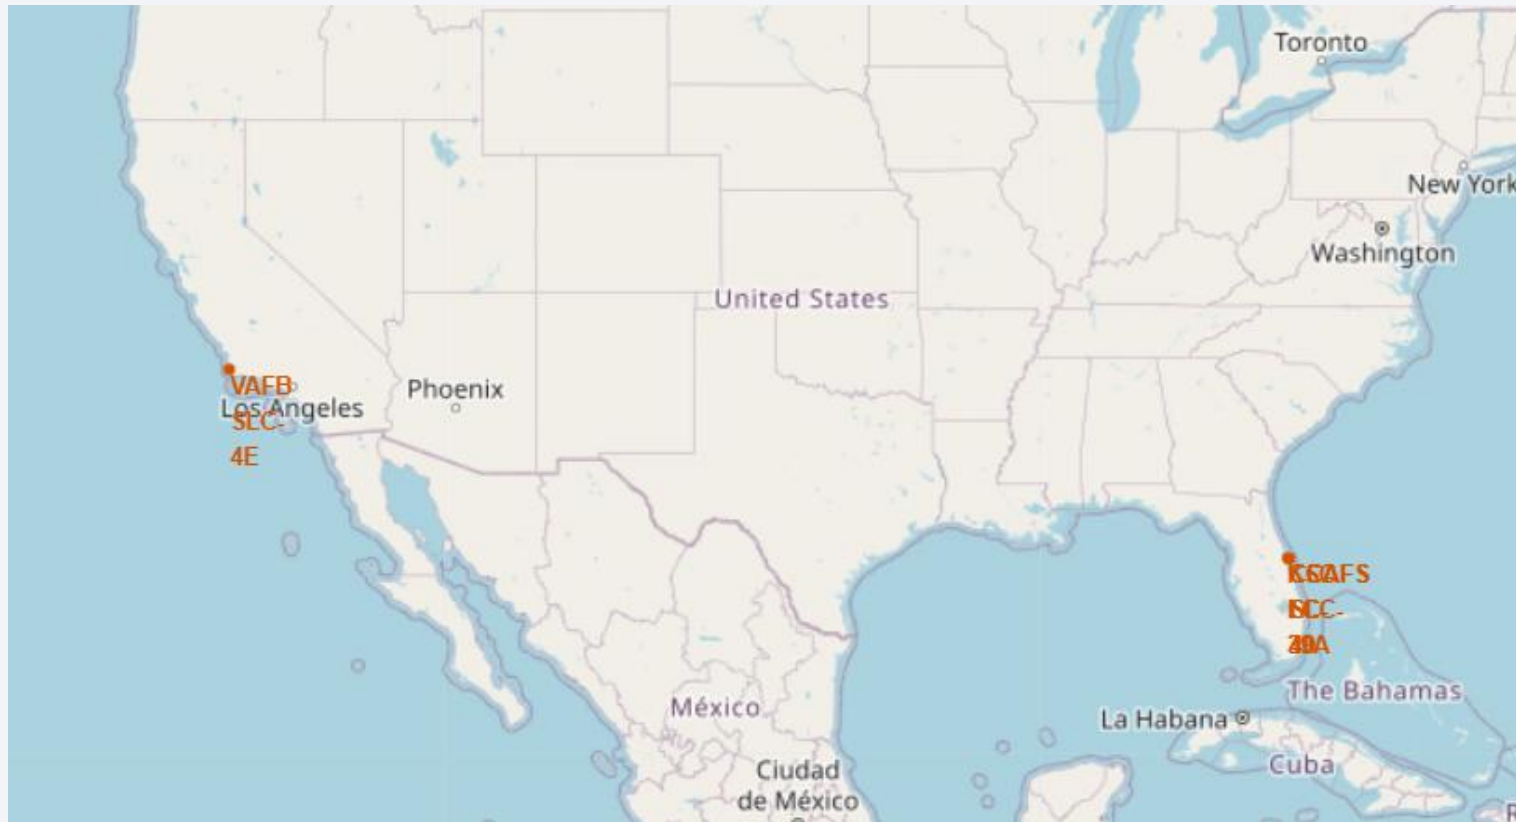 Toronto
New York
Washington
United States
VAFB
SLC-
4E
Los Angeles
Phoenix
The Bahamas
México
La Habana
Cuba
Ciudad
de México